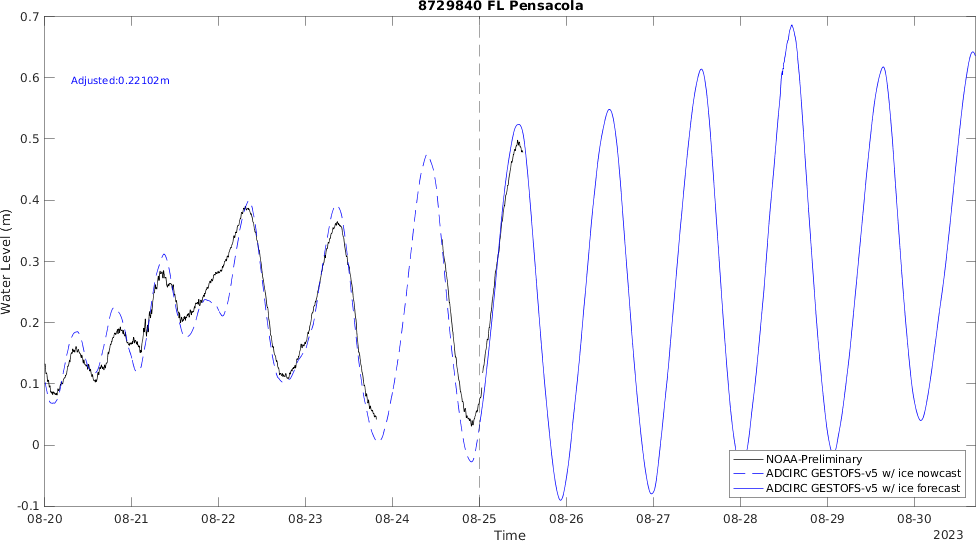 8729840 FL Pensacola
0.7
0.6
0.5
0.4
0.3
0.2
0.1
0
-0.1
Water Level (m)
Adjusted:0.22102m
NOAA-Preliminary
ADCIRC GESTOFS-v5 w/ ice nowcast
ADCIRC GESTOFS-v5 w/ ice forecast
08-20 08-21 08-22 08-23 08-24 08-25 08-26 08-27 08-28 08-29 08-30
Time
2023